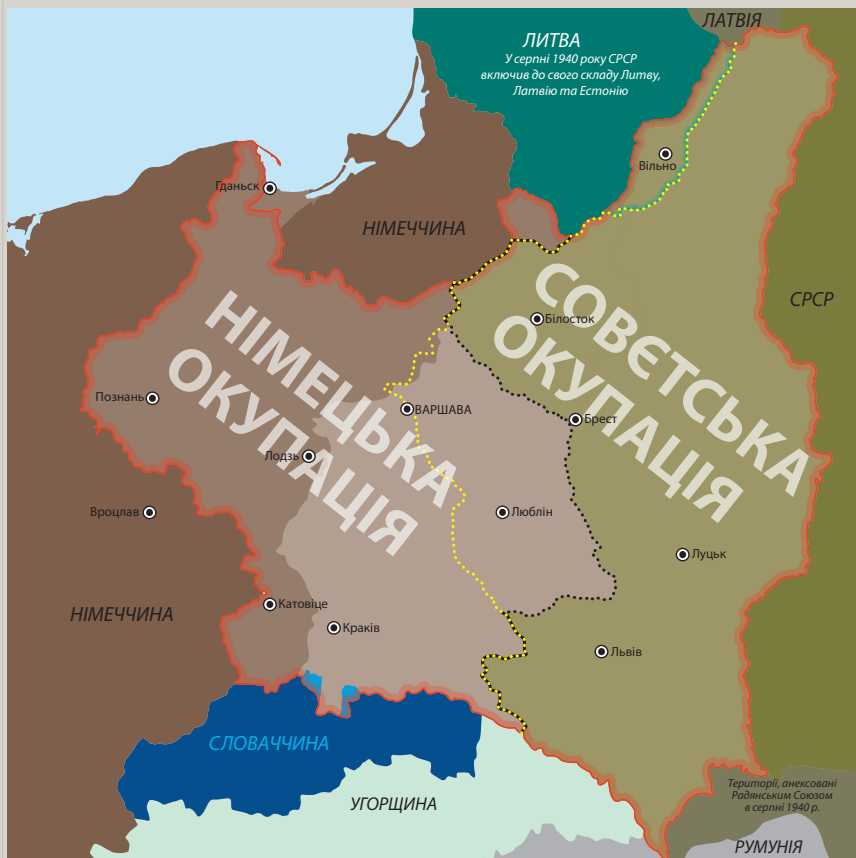 ЛАТВІЯ
ЛИТВА
У серпні 1940 року СРСР
включив до свого складу Литву,
Латвію та Естонію
Вільно
Гданьск
НІМЕЧЧИНА
СРСР
СОВЄТСЬКА
ОКУПАЦІЯ
Білосток
НІМЕЦЬКА
ОКУПАЦІЯ
Познань
ВАРШАВА
Брест
Лодзь
Вроцлав
Люблін
Луцьк
НІМЕЧЧИНА
Катовіце
Краків
Львів
СЛОВАЧЧИНА
УГОРЩИНА
Території, анексовані
Радянським Союзом
в серпні 1940 р.
РУМУНІЯ